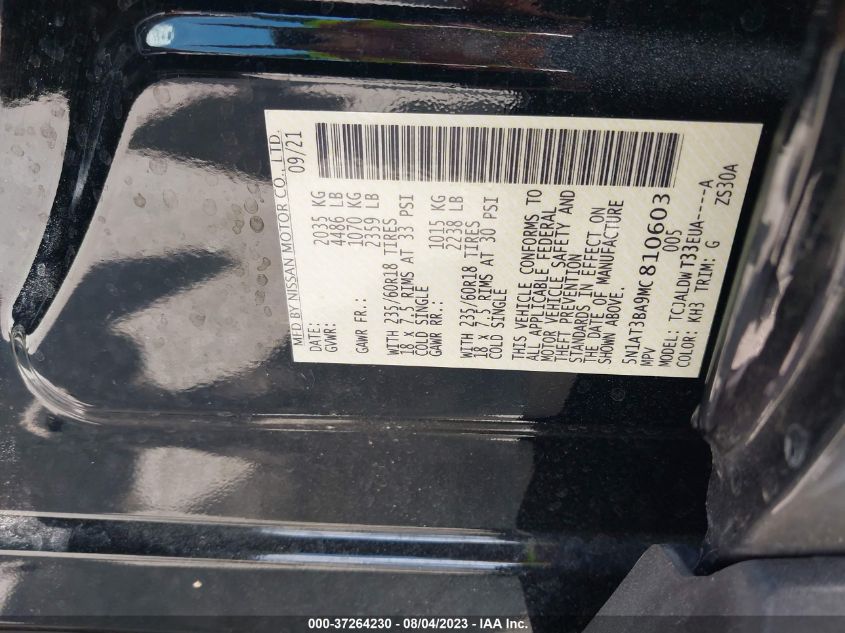 MFD BY NISSAN MOTOR CO., LTD.
DATE: 09/21
GVWR: 2035 KG
4486 LB
GAWR FR.: 1070 KG
2359 LB
WITH 235/60R18 TIRES
18 x 7.5 RIMS AT 33 PSI
COLD SINGLE
GAWR RR.: 1015 KG
2238 LB
WITH 235/60R18 TIRES
18 x 7.5 RIMS AT 30 PSI
COLD SINGLE
THIS VEHICLE CONFORMS TO
ALL APPLICABLE FEDERAL
MOTOR VEHICLE SAFETY AND
THEFT PREVENTION
STANDARDS IN EFFECT ON
THE DATE OF MANUFACTURE
SHOWN ABOVE.
5N1AT3BA9MC810603
MPV 005
MODEL: TCJALDW T33EUA----A
COLOR: KH3 TRIM: G ZS30A
000-37264230 - 08/04/2023 - IAA Inc.